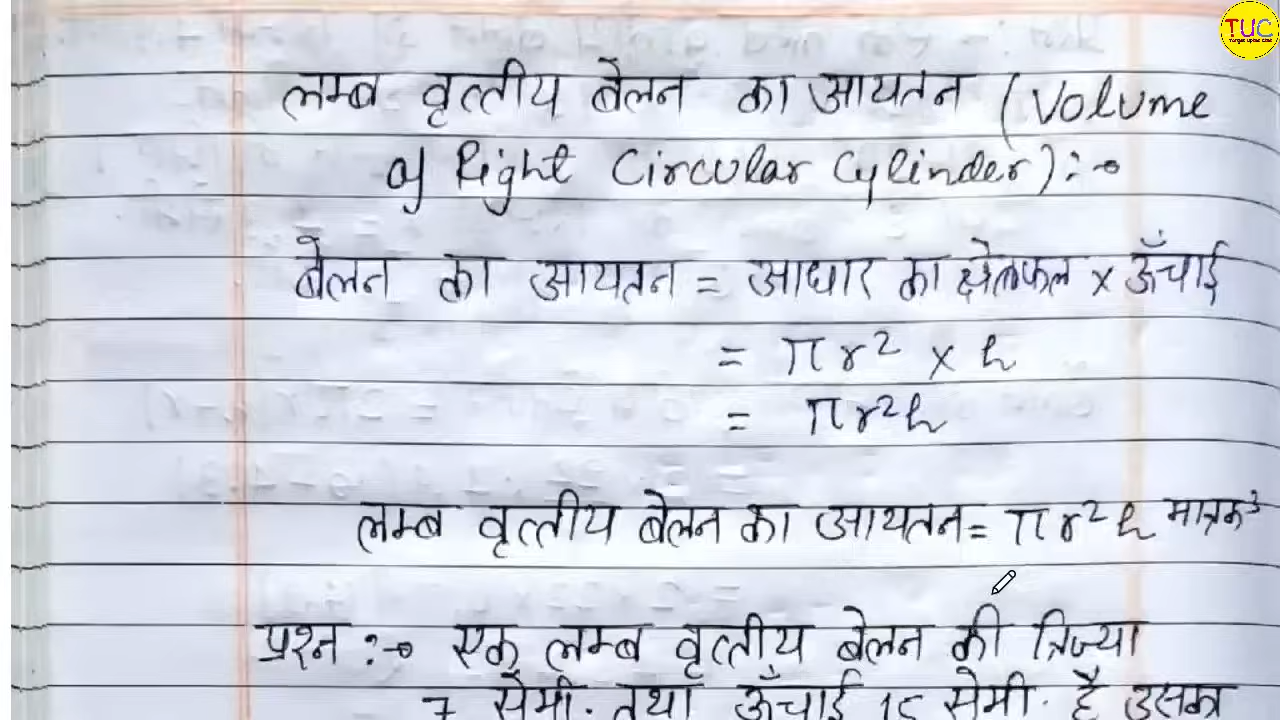 TUC
लम्ब वृत्तीय बेलन का आयतन (Volume
of Right Circular Cylinder):-
बेलन का आयतन = आधार का क्षेत्रफल × ऊँचाई
= πr² × h
= πr²h
लम्ब वृत्तीय बेलन का आयतन = πr²h मात्रक³
प्रश्न :- एक लम्ब वृत्तीय बेलन की त्रिज्या
7 सेमी. तथा ऊँचाई 15 सेमी. है उसका